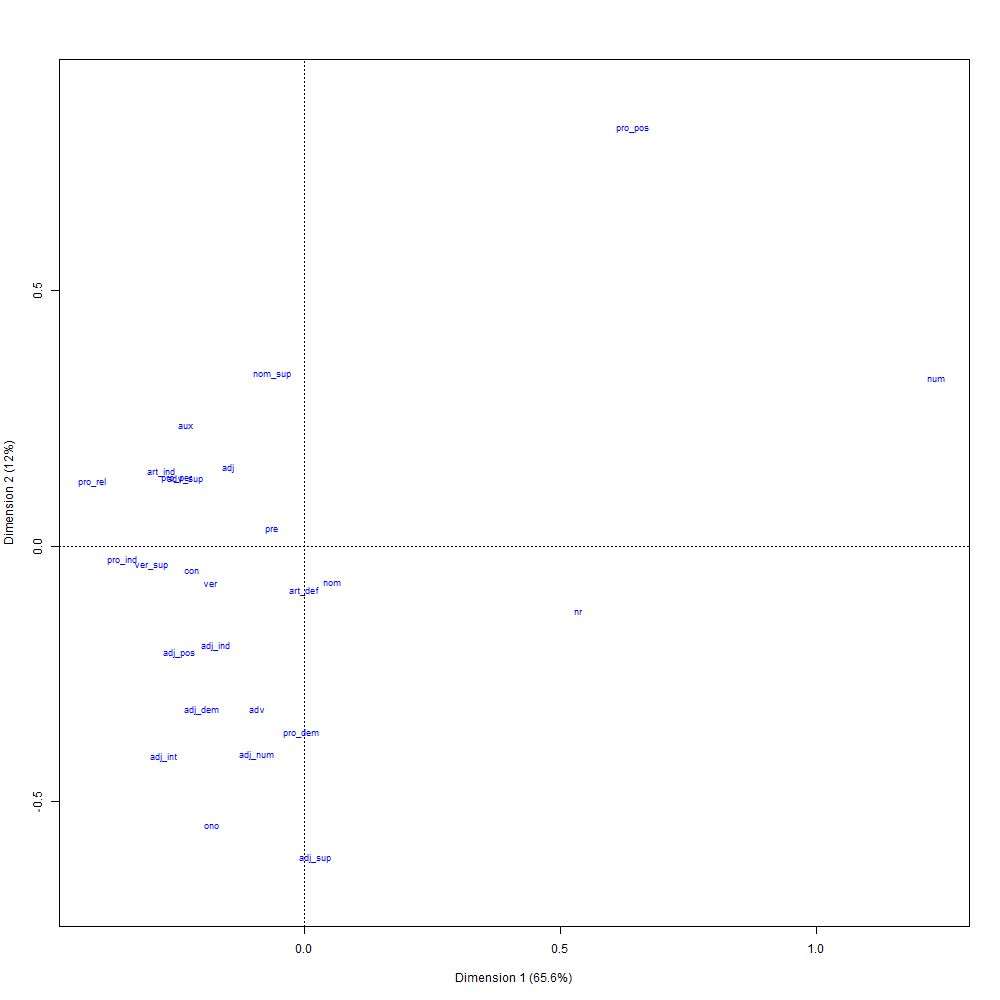 pro_pos
0.5
nom_sup
num
aux
adj
art_ind
pro_per
adv_sup
pro_rel
pre
0.0
pro_ind
ver_sup
con
ver
nom
art_def
nr
adj_ind
adj_pos
adj_dem
adv
pro_dem
adj_int
adj_num
-0.5
ono
adj_sup
0.0
0.5
1.0
Dimension 1 (65.6%)
Dimension 2 (12%)